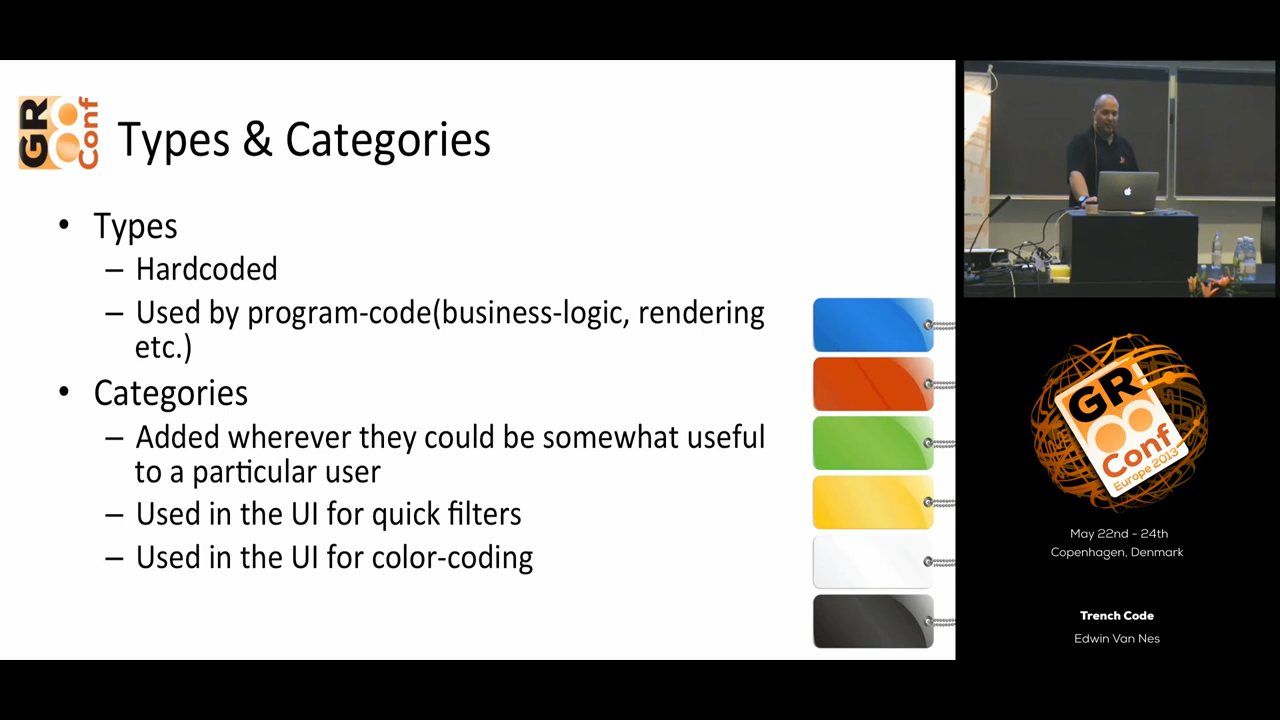 GR
Conf
Types & Categories
• Types
– Hardcoded
– Used by program-code(business-logic, rendering
etc.)
• Categories
– Added wherever they could be somewhat useful
to a particular user
– Used in the UI for quick filters
– Used in the UI for color-coding
GR
Conf
Europe 2013
May 22nd - 24th
Copenhagen, Denmark
Trench Code
Edwin Van Nes